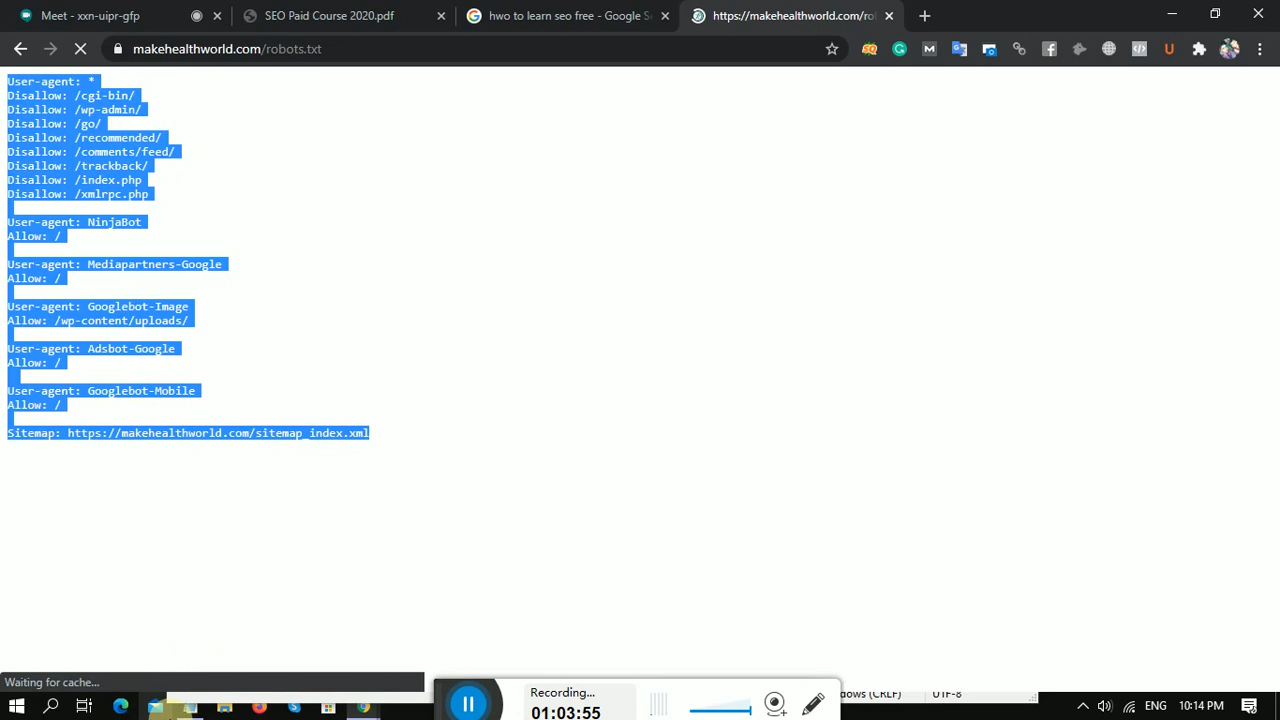 Meet - xxn-uipr-gfp
SEO Paid Course 2020.pdf
hwo to learn seo free - Google Se
https://makehealthworld.com/rob
makehealthworld.com/robots.txt
User-agent: *
Disallow: /cgi-bin/
Disallow: /wp-admin/
Disallow: /go/
Disallow: /recommended/
Disallow: /comments/feed/
Disallow: /trackback/
Disallow: /index.php
Disallow: /xmlrpc.php
User-agent: NinjaBot
Allow: /
User-agent: Mediapartners-Google
Allow: /
User-agent: Googlebot-Image
Allow: /wp-content/uploads/
User-agent: Adsbot-Google
Allow: /
User-agent: Googlebot-Mobile
Allow: /
Sitemap: https://makehealthworld.com/sitemap_index.xml
Waiting for cache...
Recording...
01:03:55
dows (CRLF)
UTF-8
ENG
10:14 PM